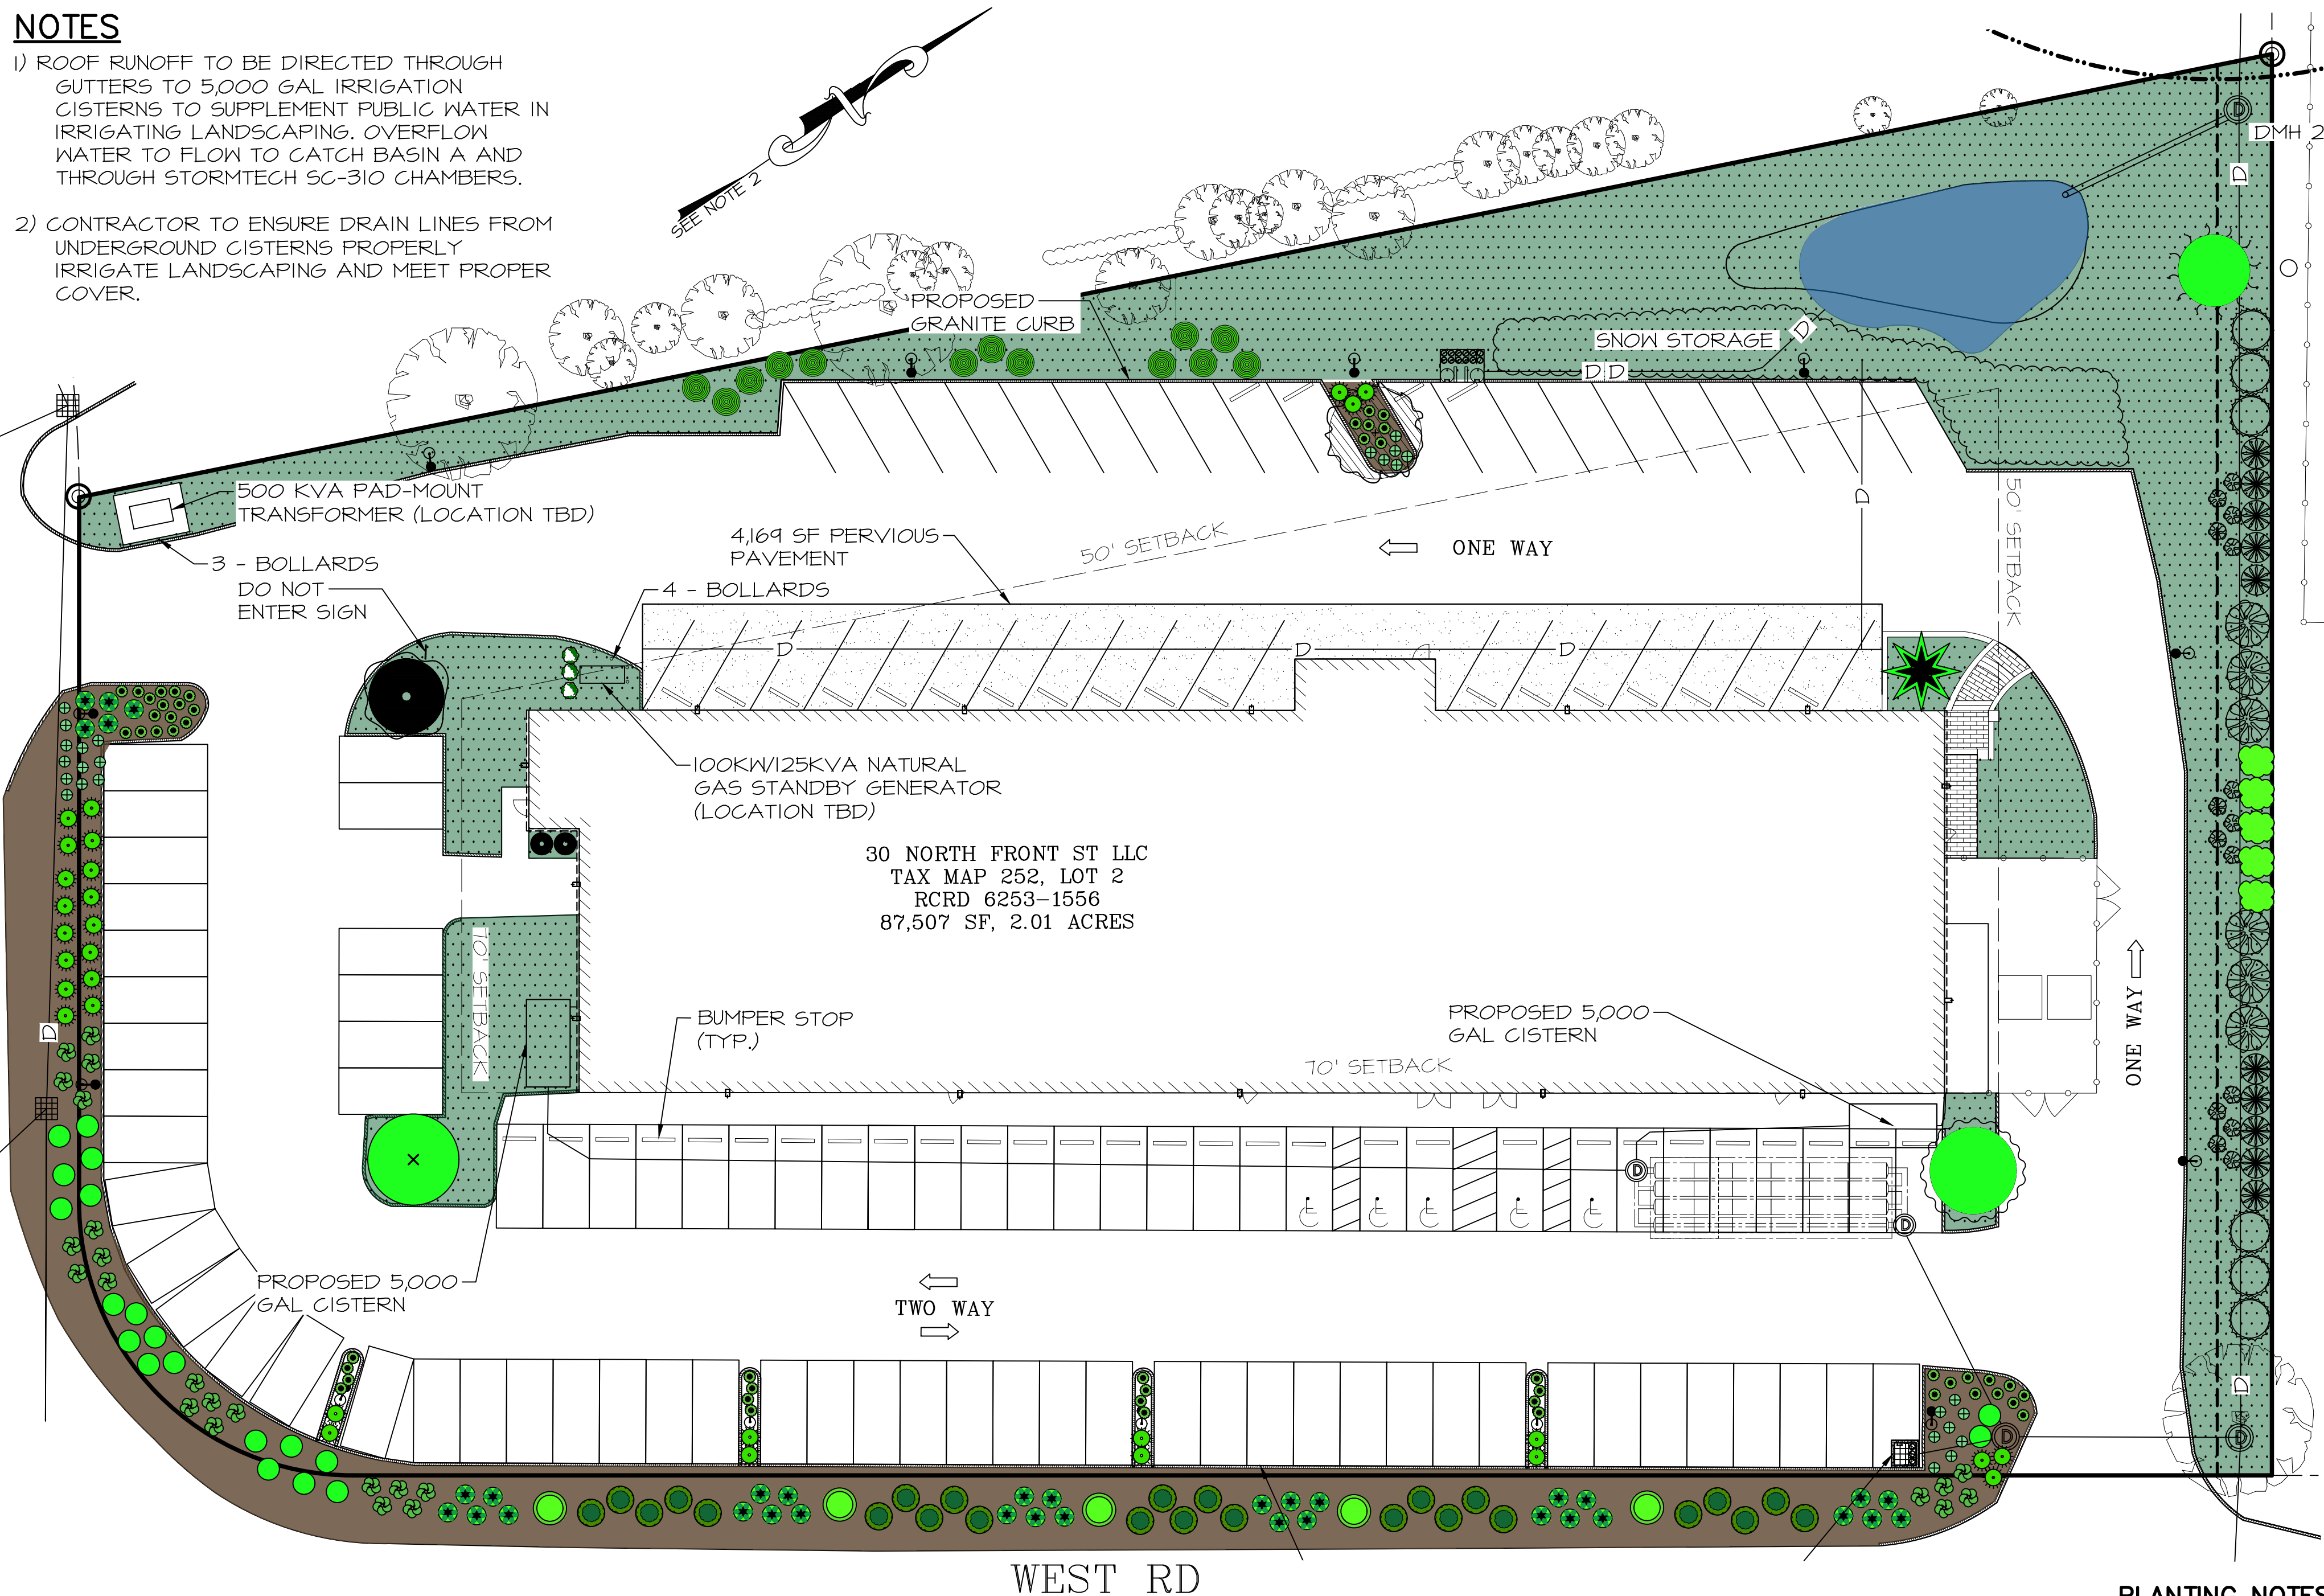 NOTES
1) ROOF RUNOFF TO BE DIRECTED THROUGH
GUTTERS TO 5,000 GAL IRRIGATION
CISTERNS TO SUPPLEMENT PUBLIC WATER IN
IRRIGATING LANDSCAPING. OVERFLOW
WATER TO FLOW TO CATCH BASIN A AND
THROUGH STORMTECH SC-310 CHAMBERS.
2) CONTRACTOR TO ENSURE DRAIN LINES FROM
UNDERGROUND CISTERNS PROPERLY
IRRIGATE LANDSCAPING AND MEET PROPER
COVER.
SEE NOTE 2
D
DMH 2
D
PROPOSED
GRANITE CURB
SNOW STORAGE
D
D D
500 KVA PAD-MOUNT
TRANSFORMER (LOCATION TBD)
3 - BOLLARDS
DO NOT
ENTER SIGN
4,169 SF PERVIOUS
PAVEMENT
4 - BOLLARDS
50' SETBACK
ONE WAY
D
50' SETBACK
D
D
D
100KW/125KVA NATURAL
GAS STANDBY GENERATOR
(LOCATION TBD)
30 NORTH FRONT ST LLC
TAX MAP 252, LOT 2
RCRD 6253-1556
87,507 SF, 2.01 ACRES
70' SETBACK
D
BUMPER STOP
(TYP.)
PROPOSED 5,000
GAL CISTERN
70' SETBACK
ONE WAY
D
D
PROPOSED 5,000
GAL CISTERN
TWO WAY
D
D
D
WEST RD
PLANTING NOTES